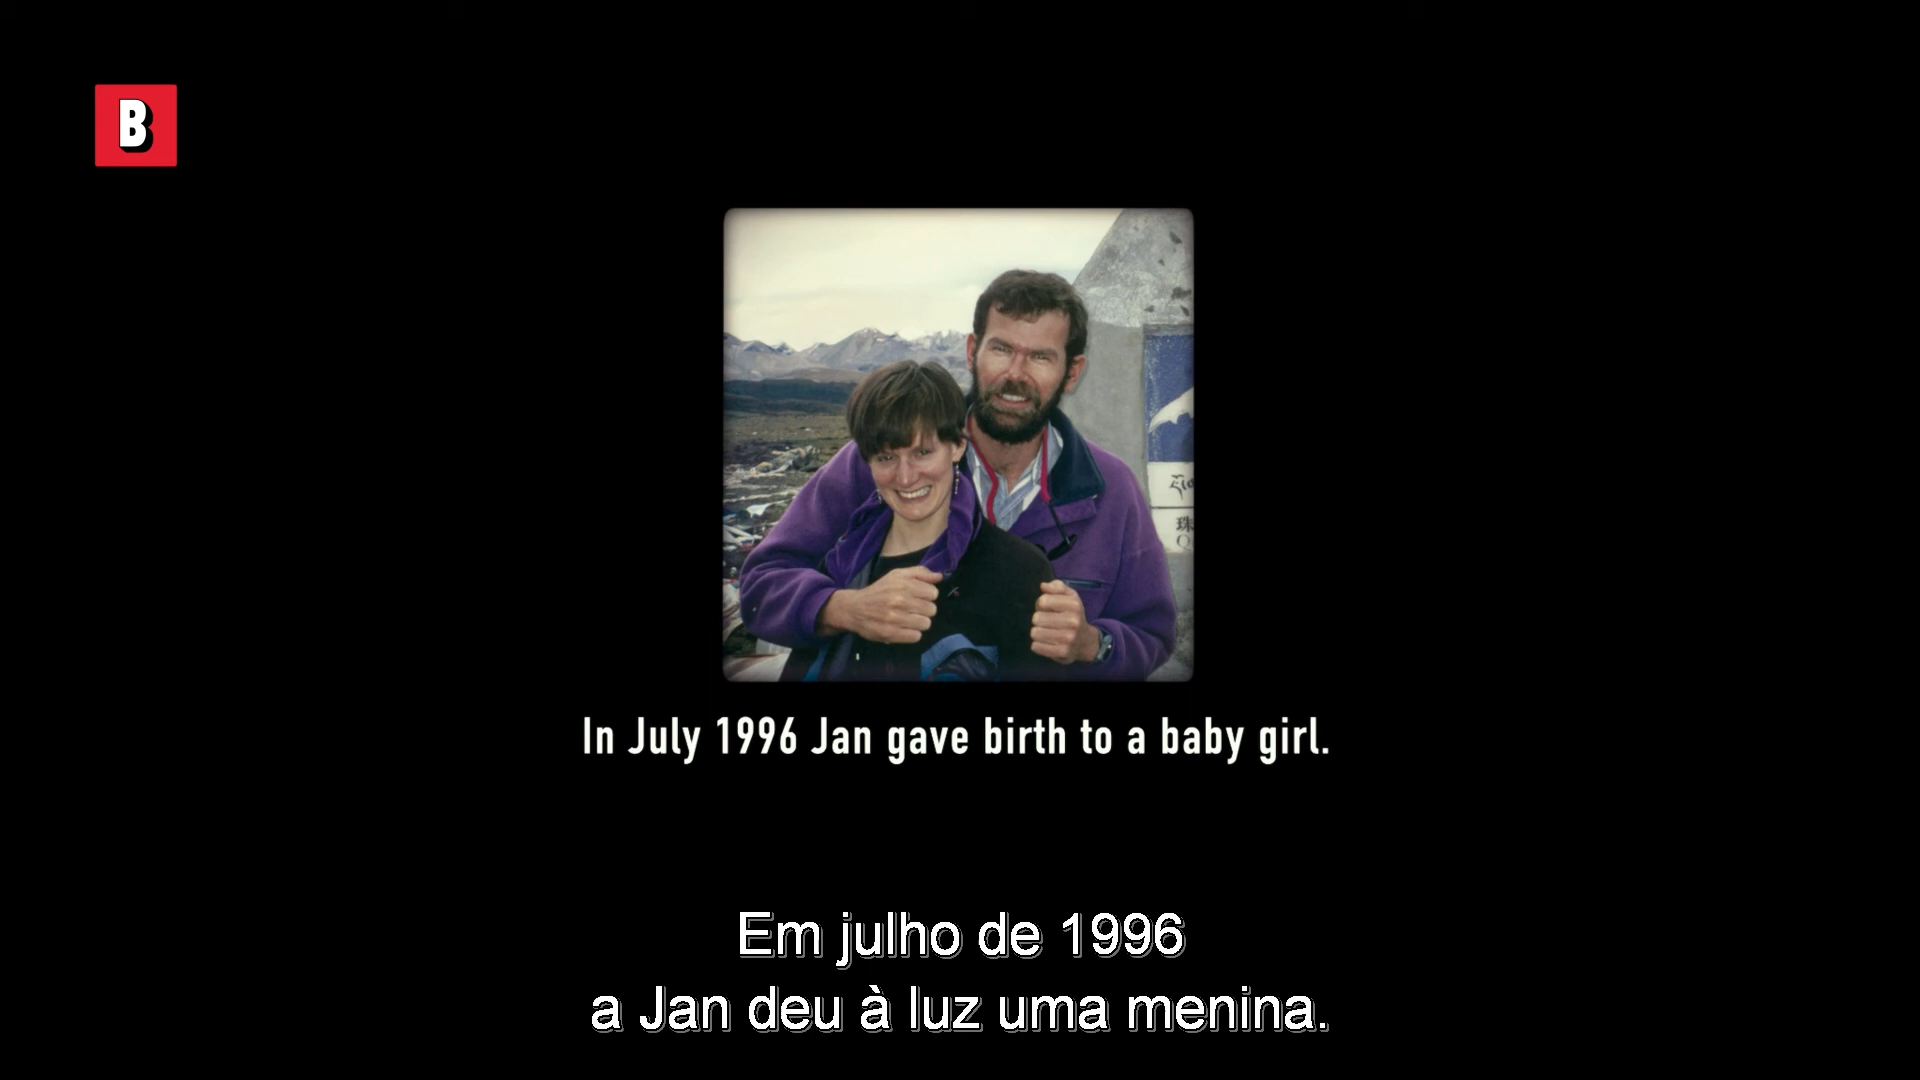 B
In July 1996 Jan gave birth to a baby girl.
Em julho de 1996
a Jan deu à luz uma menina.